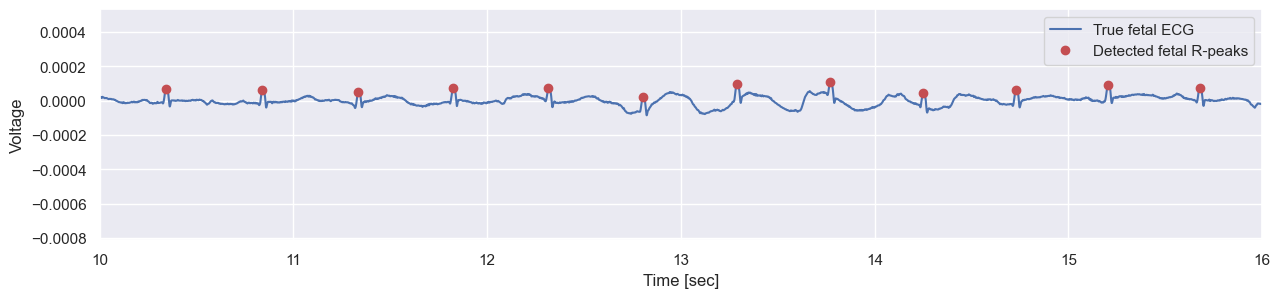 0.0004
0.0002
0.0000
−0.0002
−0.0004
−0.0006
−0.0008
Voltage
True fetal ECG
Detected fetal R-peaks
10 11 12 13 14 15 16
Time [sec]